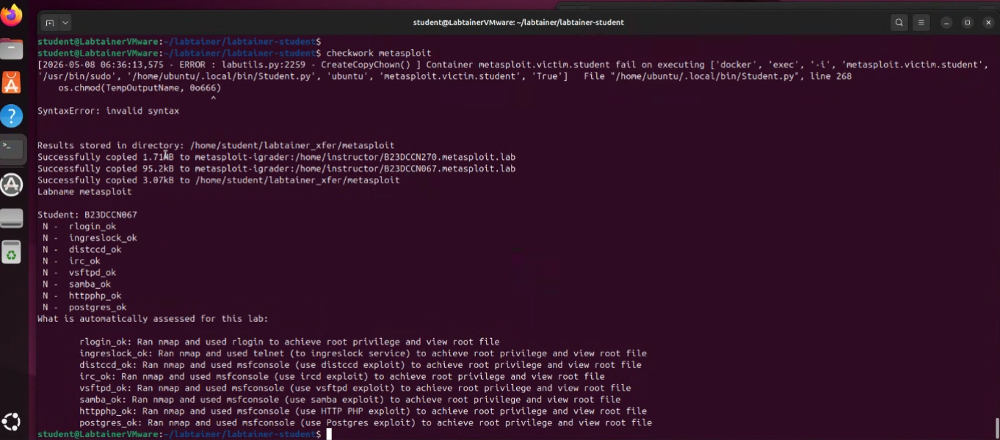 student@LabtainerVMware: ~/labtainer/labtainer-student
student@LabtainerVMware:~/labtainer/labtainer-student$
student@LabtainerVMware:~/labtainer/labtainer-student$ checkwork metasploit
[2026-05-08 06:36:13,575 - ERROR : labutils.py:2259 - CreateCopyChown() ] Container metasploit.victim.student fail on executing ['docker', 'exec', '-i', 'metasploit.victim.student',
'/usr/bin/sudo', '/home/ubuntu/.local/bin/Student.py', 'ubuntu', 'metasploit.victim.student', 'True']   File "/home/ubuntu/.local/bin/Student.py", line 268
    os.chmod(TempOutputName, 0o666)
                                 ^
SyntaxError: invalid syntax
Results stored in directory: /home/student/labtainer_xfer/metasploit
Successfully copied 1.71MB to metasploit-igrader:/home/instructor/B23DCCN270.metasploit.lab
Successfully copied 95.2kB to metasploit-igrader:/home/instructor/B23DCCN067.metasploit.lab
Successfully copied 3.07kB to /home/student/labtainer_xfer/metasploit
Labname metasploit
Student: B23DCCN067
 N -  rlogin_ok
 N -  ingreslock_ok
 N -  distccd_ok
 N -  irc_ok
 N -  vsftpd_ok
 N -  samba_ok
 N -  httpphp_ok
 N -  postgres_ok
What is automatically assessed for this lab:
        rlogin_ok: Ran nmap and used rlogin to achieve root privilege and view root file
        ingreslock_ok: Ran nmap and used telnet (to ingreslock service) to achieve root privilege and view root file
        distccd_ok: Ran nmap and used msfconsole (use distccd exploit) to achieve root privilege and view root file
        irc_ok: Ran nmap and used msfconsole (use ircd exploit) to achieve root privilege and view root file
        vsftpd_ok: Ran nmap and used msfconsole (use vsftpd exploit) to achieve root privilege and view root file
        samba_ok: Ran nmap and used msfconsole (use samba exploit) to achieve root privilege and view root file
        httpphp_ok: Ran nmap and used msfconsole (use HTTP PHP exploit) to achieve root privilege and view root file
        postgres_ok: Ran nmap and used msfconsole (use Postgres exploit) to achieve root privilege and view root file
student@LabtainerVMware:~/labtainer/labtainer-student$